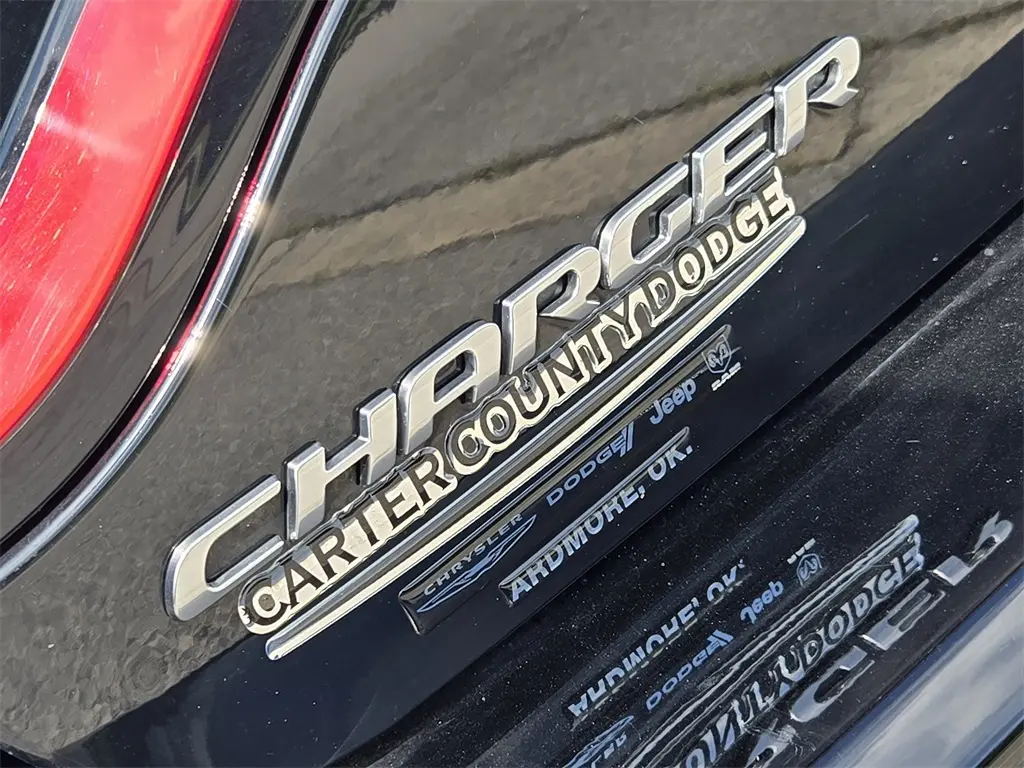 CHARGER
CARTER COUNTY DODGE
CHRYSLER DODGE Jeep RAM
ARDMORE, OK.